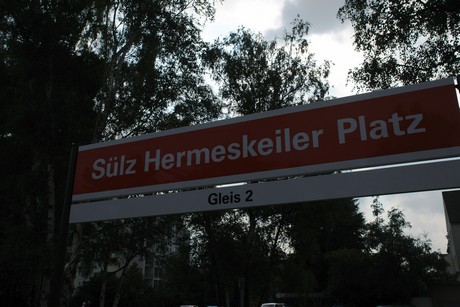 Sülz Hermeskeiler Platz
Gleis 2